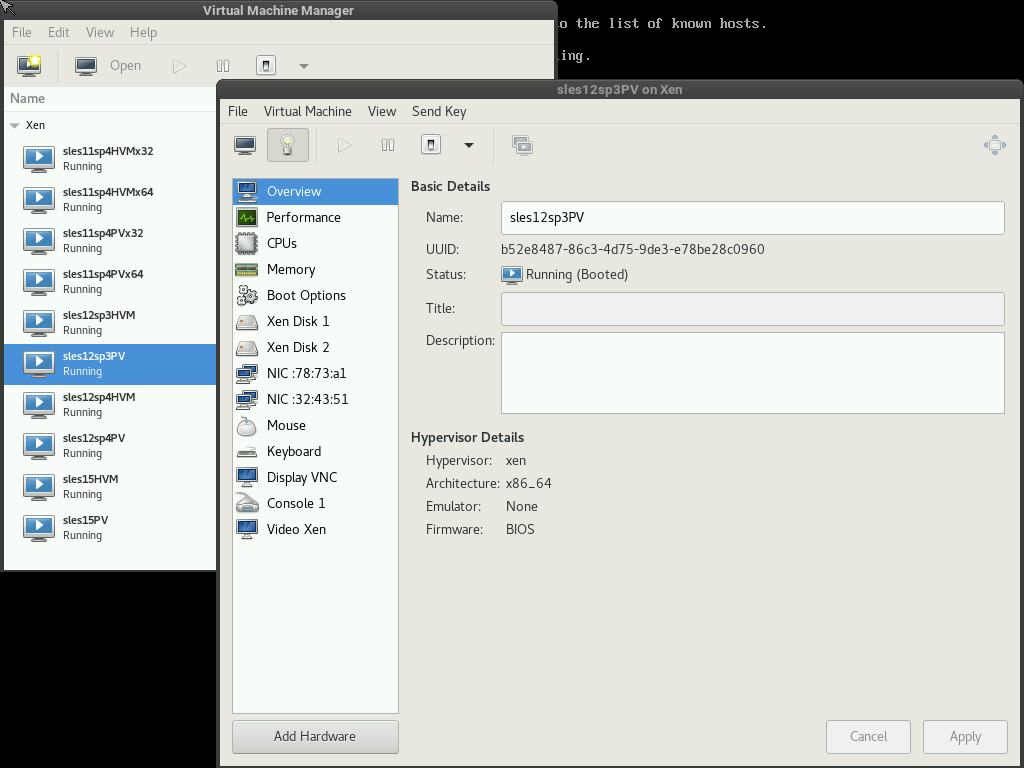 Virtual Machine Manager
File Edit View Help
Open
Name
Xen
sles11sp4HVMx32
Running
sles11sp4HVMx64
Running
sles11sp4PVx32
Running
sles11sp4PVx64
Running
sles12sp3HVM
Running
sles12sp3PV
Running
sles12sp4HVM
Running
sles12sp4PV
Running
sles15HVM
Running
sles15PV
Running
the list of known hosts.
sles12sp3PV on Xen
File Virtual Machine View Send Key
Overview
Performance
CPUs
Memory
Boot Options
Xen Disk 1
Xen Disk 2
NIC :78:73:a1
NIC :32:43:51
Mouse
Keyboard
Display VNC
Console 1
Video Xen
Add Hardware
Basic Details
Name: sles12sp3PV
UUID: b52e8487-86c3-4d75-9de3-e78be28c0960
Status: Running (Booted)
Title:
Description:
Hypervisor Details
Hypervisor: xen
Architecture: x86_64
Emulator: None
Firmware: BIOS
Cancel Apply